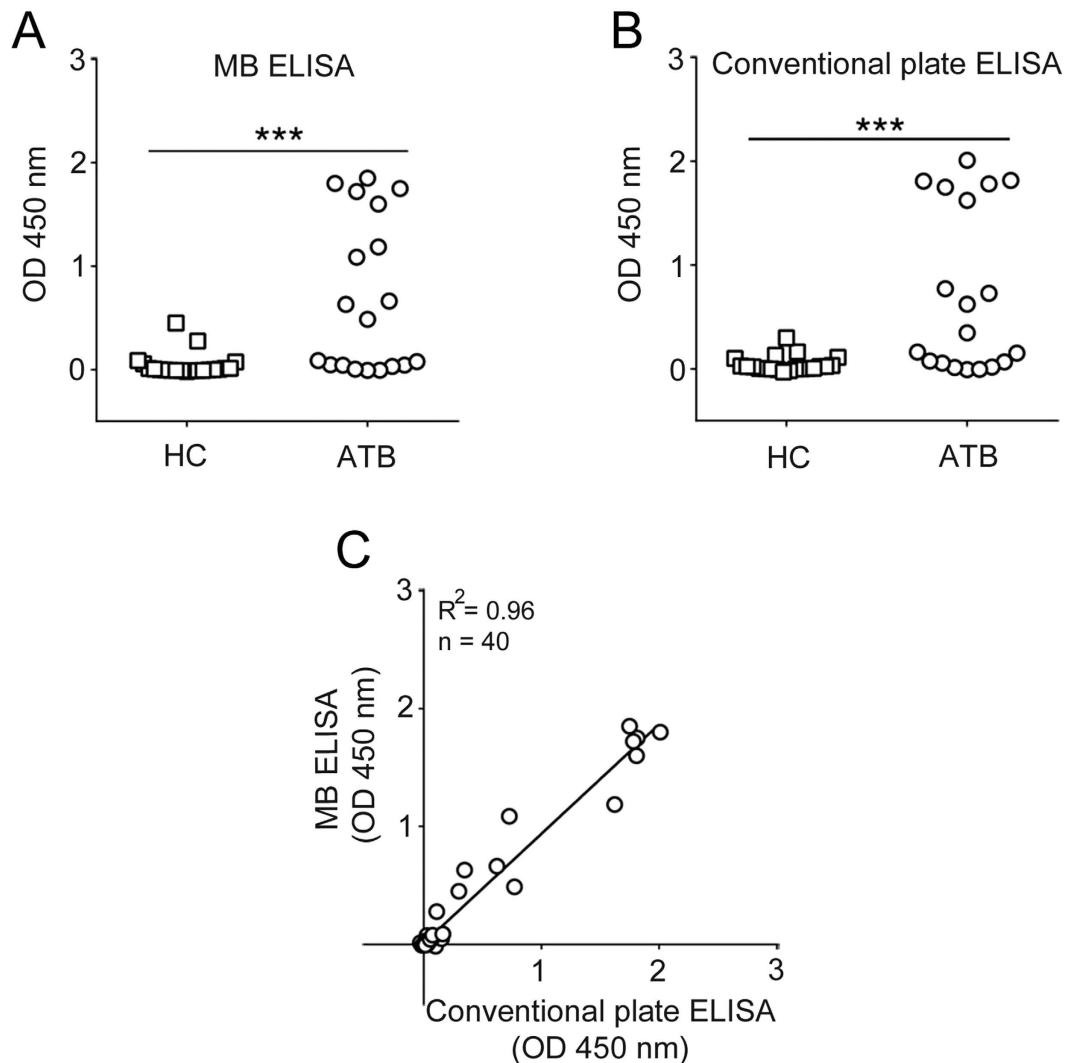 A
MB ELISA
3
2
1
0
OD 450 nm
***
HC
ATB
B
Conventional plate ELISA
3
2
1
0
OD 450 nm
***
HC
ATB
C
3
2
1
R2= 0.96
n = 40
MB ELISA
(OD 450 nm)
1
2
3
Conventional plate ELISA
(OD 450 nm)